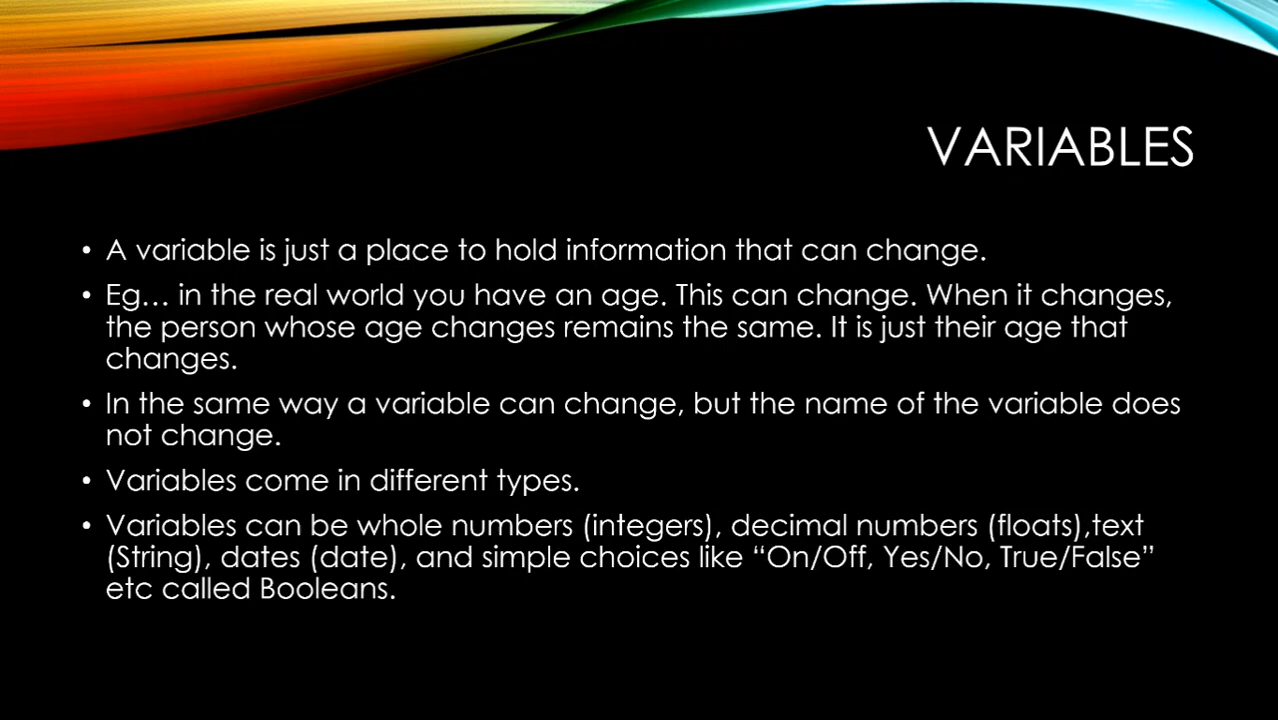 VARIABLES
• A variable is just a place to hold information that can change.
• Eg… in the real world you have an age. This can change. When it changes,
the person whose age changes remains the same. It is just their age that
changes.
• In the same way a variable can change, but the name of the variable does
not change.
• Variables come in different types.
• Variables can be whole numbers (integers), decimal numbers (floats),text
(String), dates (date), and simple choices like “On/Off, Yes/No, True/False”
etc called Booleans.